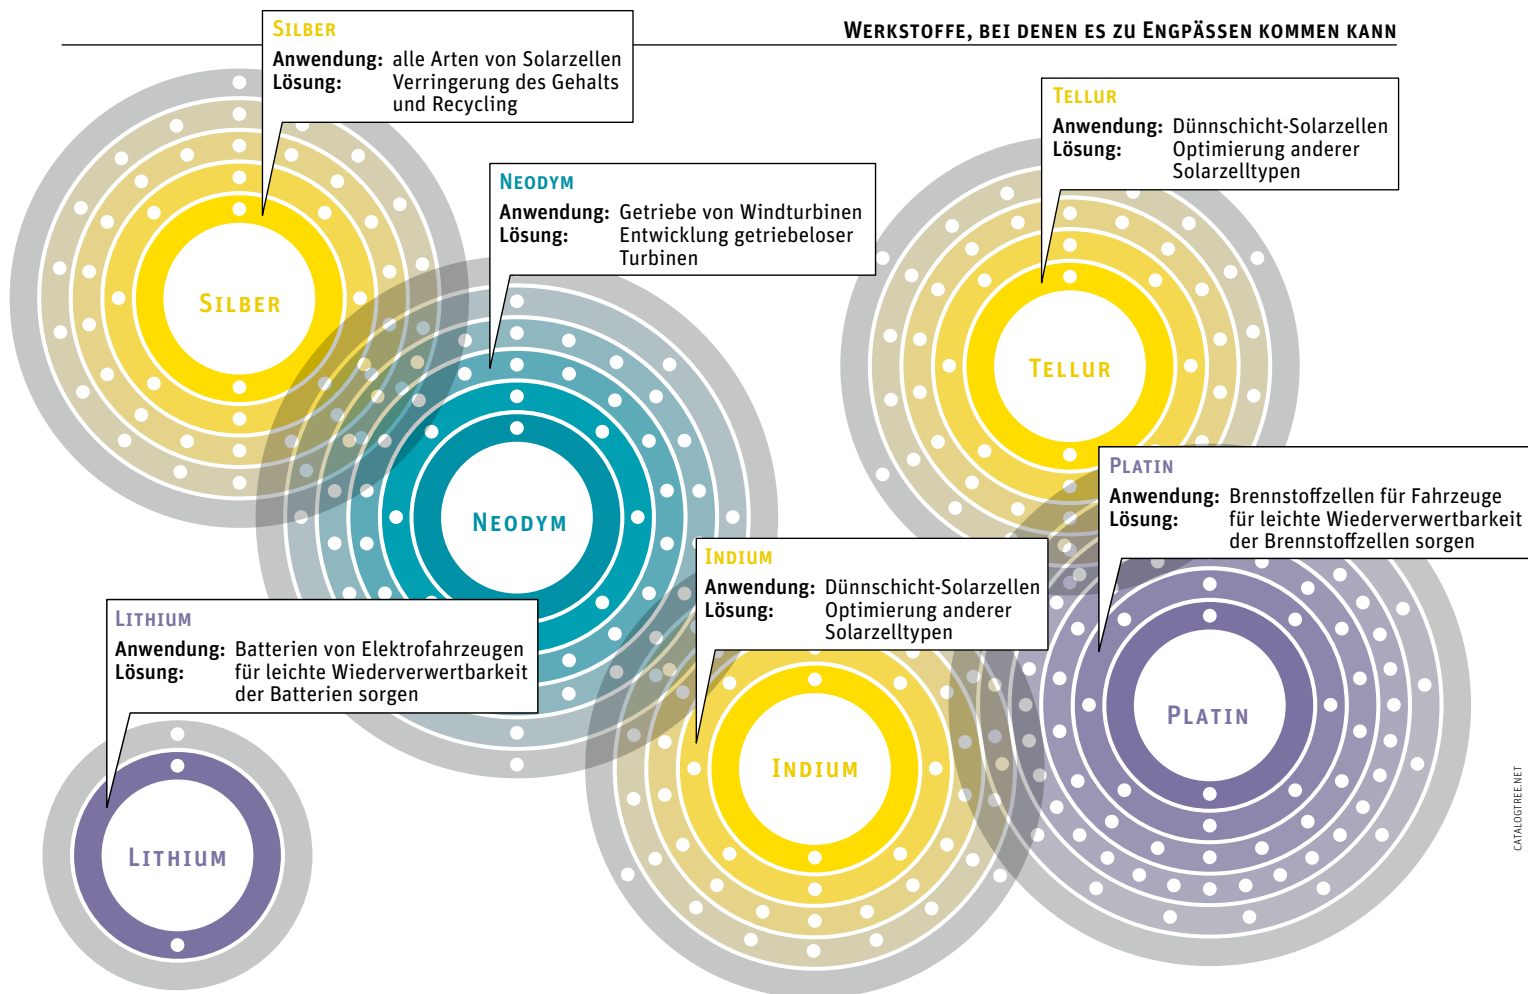 WERKSTOFFE, BEI DENEN ES ZU ENGPÄSSEN KOMMEN KANN
SILBER
Anwendung: alle Arten von Solarzellen
Lösung: Verringerung des Gehalts
und Recycling
TELLUR
Anwendung: Dünnschicht-Solarzellen
Lösung: Optimierung anderer
Solarzelltypen
NEODYM
Anwendung: Getriebe von Windturbinen
Lösung: Entwicklung getriebeloser
Turbinen
SILBER
TELLUR
PLATIN
Anwendung: Brennstoffzellen für Fahrzeuge
Lösung: für leichte Wiederverwertbarkeit
der Brennstoffzellen sorgen
NEODYM
INDIUM
Anwendung: Dünnschicht-Solarzellen
Lösung: Optimierung anderer
Solarzelltypen
LITHIUM
Anwendung: Batterien von Elektrofahrzeugen
Lösung: für leichte Wiederverwertbarkeit
der Batterien sorgen
PLATIN
INDIUM
LITHIUM
CATALOGTREE.NET